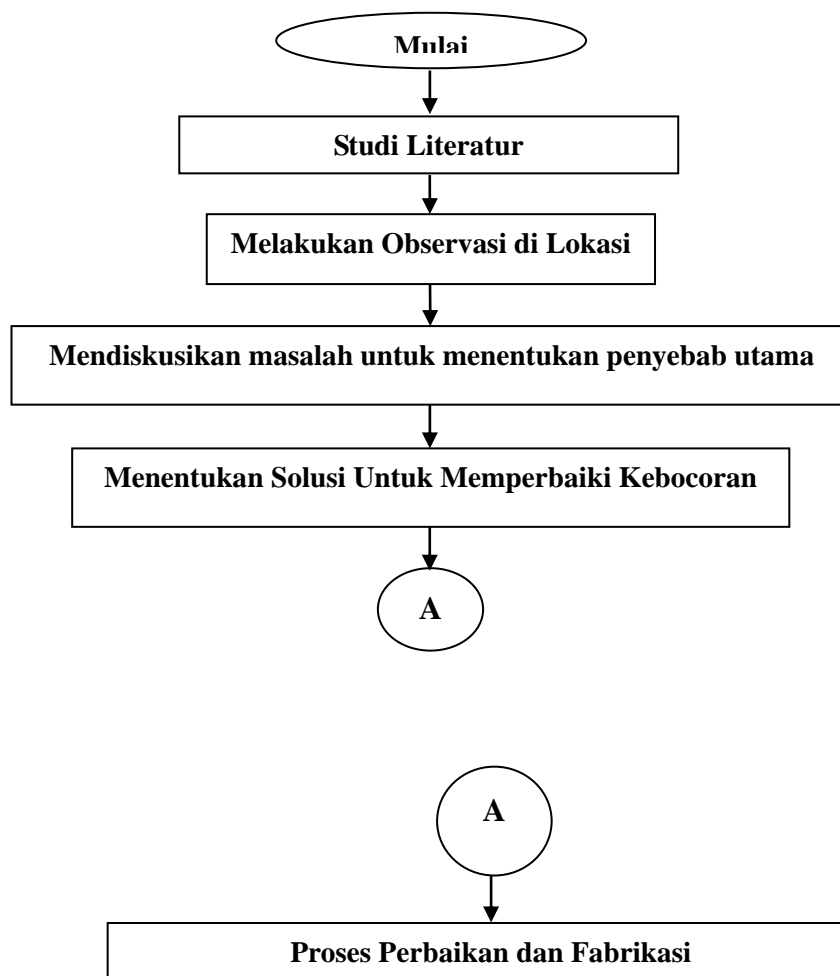 Mulai
Studi Literatur
Melakukan Observasi di Lokasi
Mendiskusikan masalah untuk menentukan penyebab utama
Menentukan Solusi Untuk Memperbaiki Kebocoran
A
A
Proses Perbaikan dan Fabrikasi